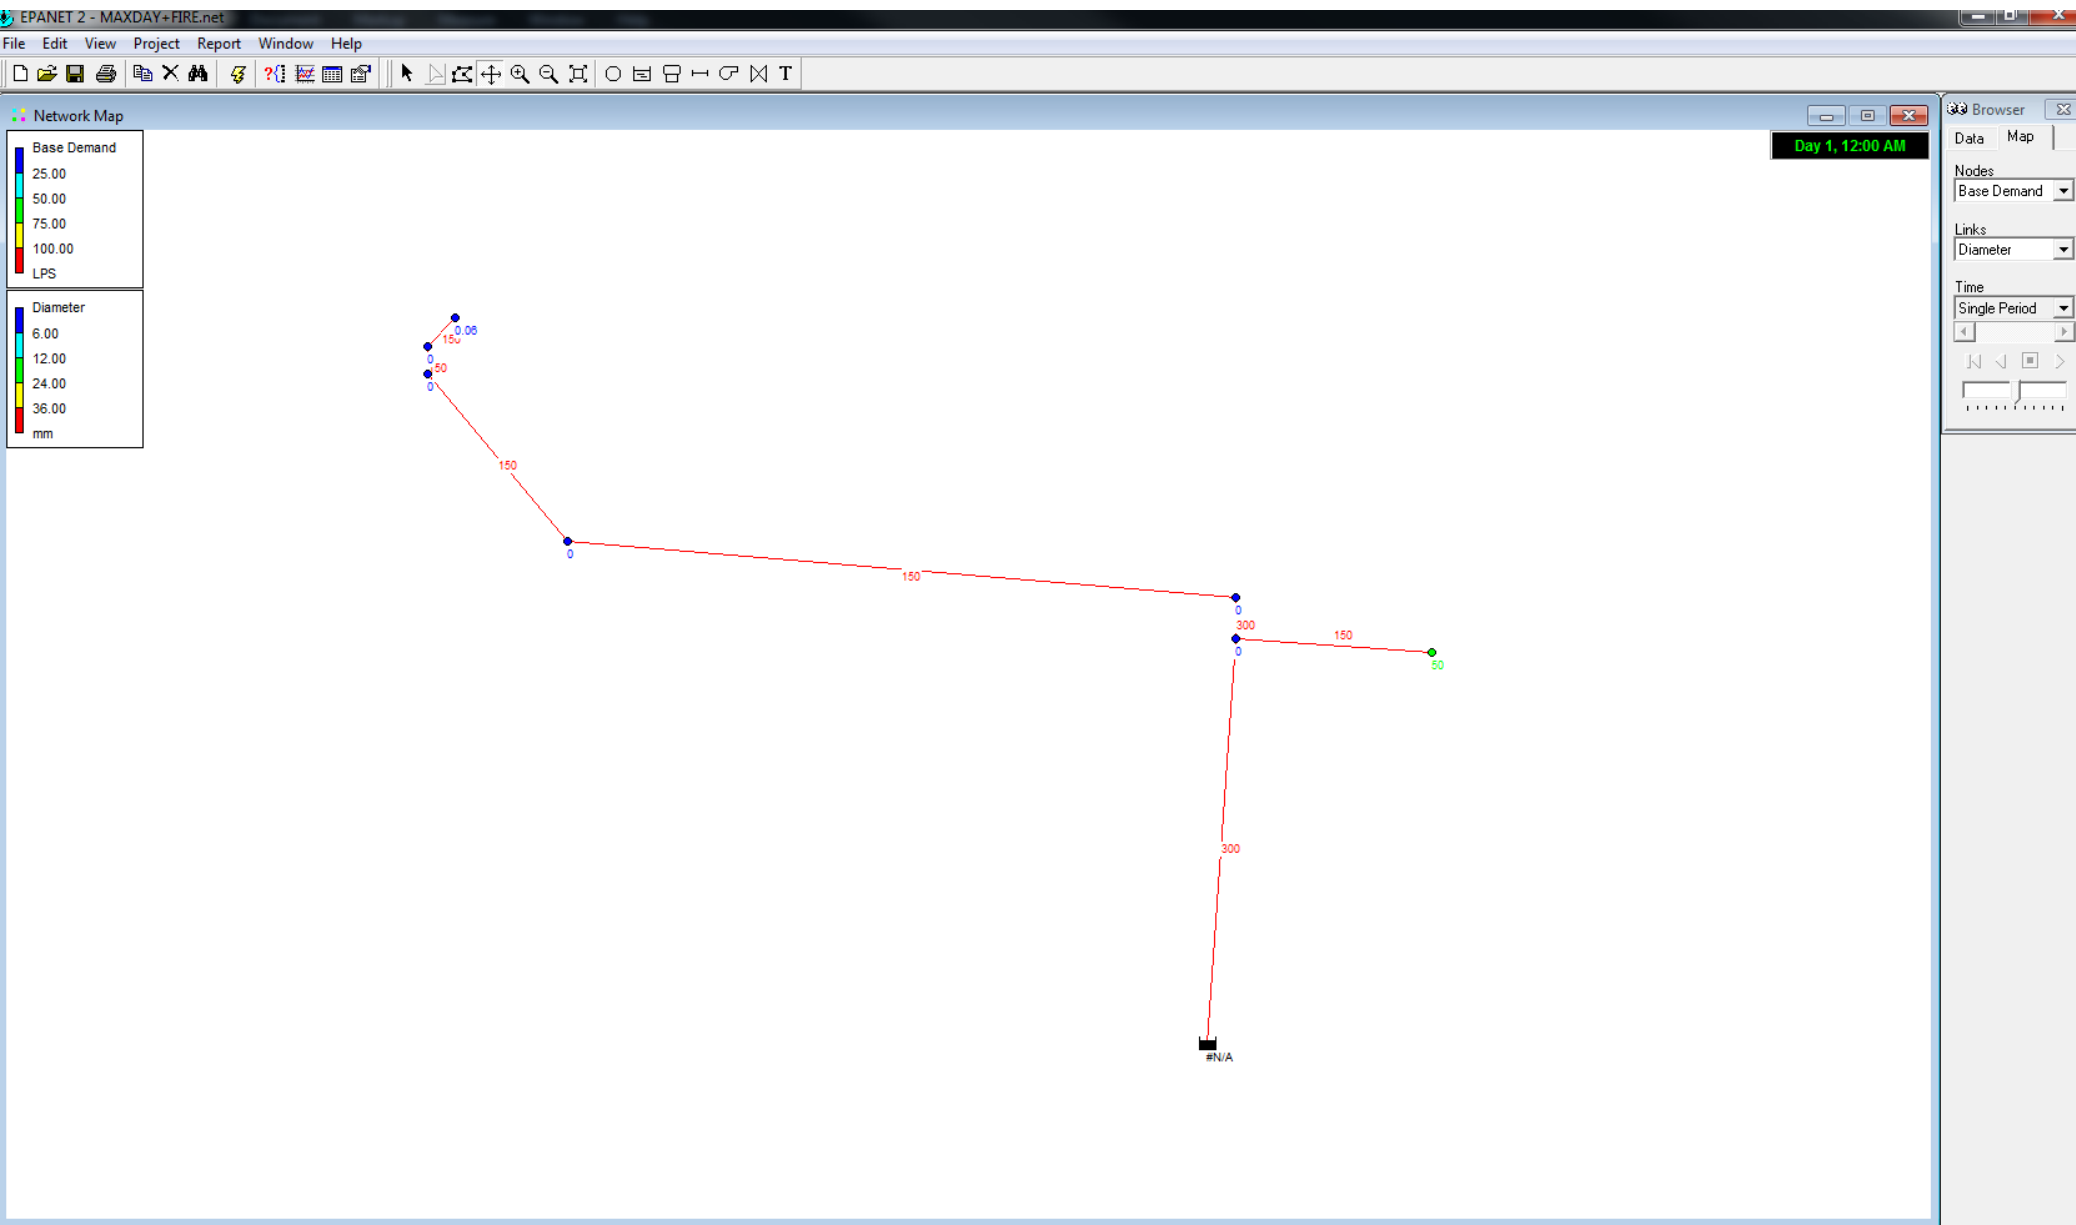 EPANET 2 - MAXDAY+FIRE.net
File Edit View Project Report Window Help
T
Network Map
Browser
Data Map
Day 1, 12:00 AM
Base Demand
25.00
50.00
75.00
100.00
LPS
Diameter
6.00
12.00
24.00
36.00
mm
Nodes
Base Demand
Links
Diameter
Time
Single Period
0.06
150
0
50
0
150
0
150
0
300
150
0
50
300
#N/A